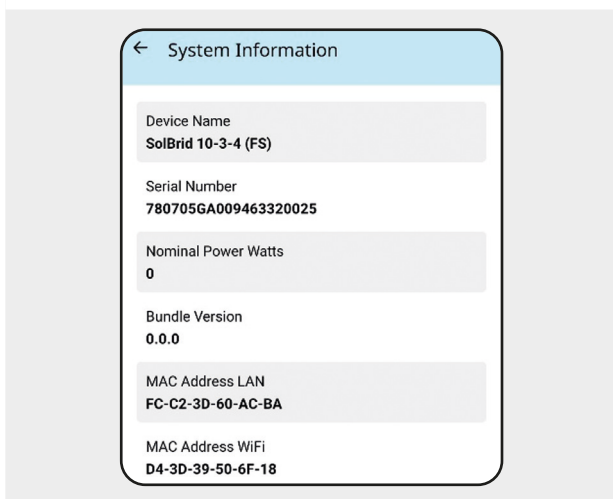 System Information
Device Name
SolBrid 10-3-4 (FS)
Serial Number
780705GA009463320025
Nominal Power Watts
0
Bundle Version
0.0.0
MAC Address LAN
FC-C2-3D-60-AC-BA
MAC Address WiFi
D4-3D-39-50-6F-18